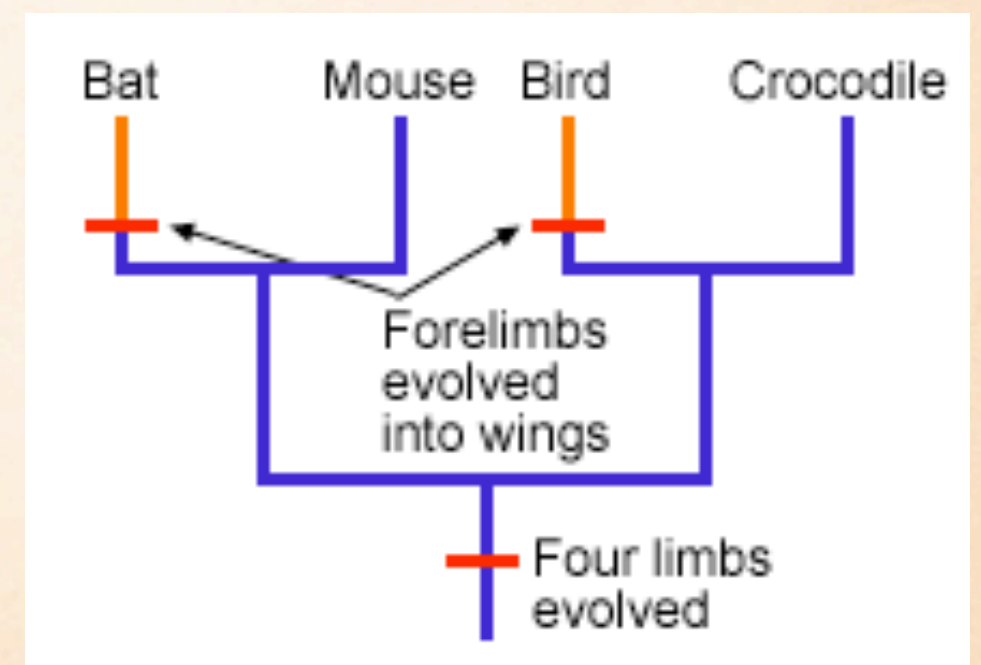 Bat Mouse Bird Crocodile
Forelimbs
evolved
into wings
Four limbs
evolved